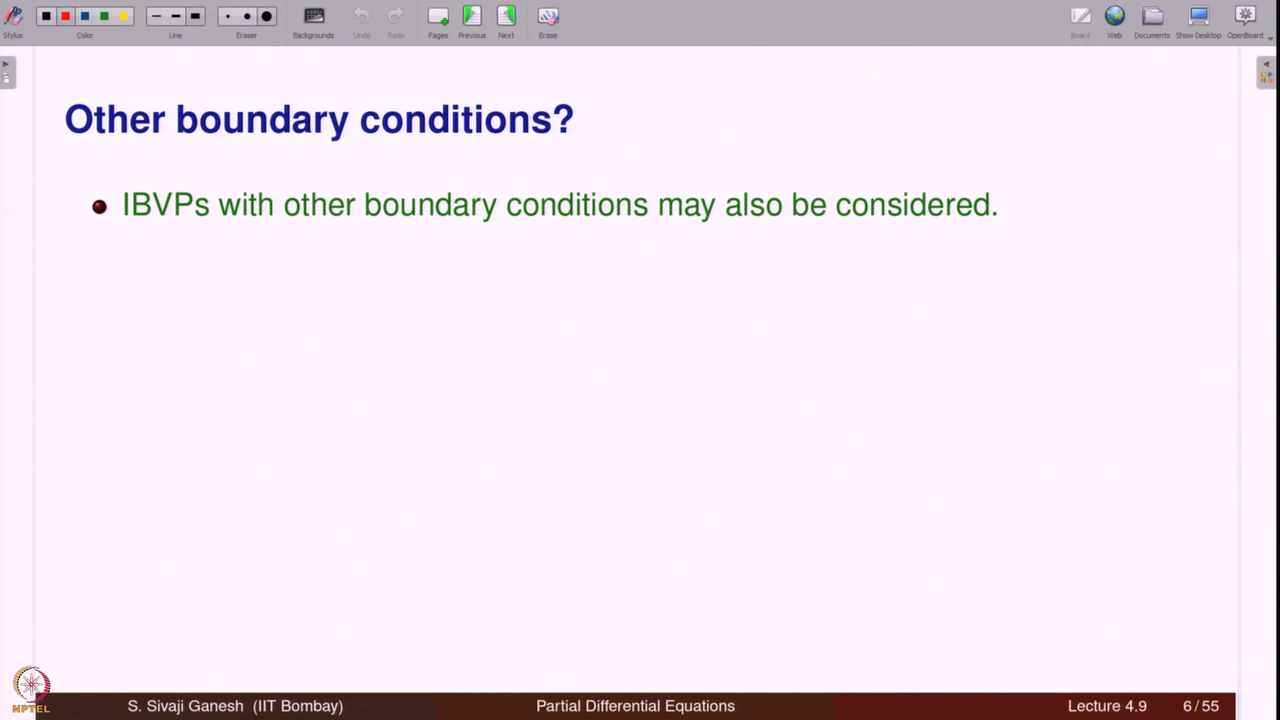 Stylus
Color
Line
Eraser
Backgrounds
Undo
Redo
Pages
Previous
Next
Erase
Board
Web
Documents
Show Desktop
OpenBoard
Other boundary conditions?
IBVPs with other boundary conditions may also be considered.
NPTEL
S. Sivaji Ganesh (IIT Bombay)
Partial Differential Equations
Lecture 4.9
6 / 55